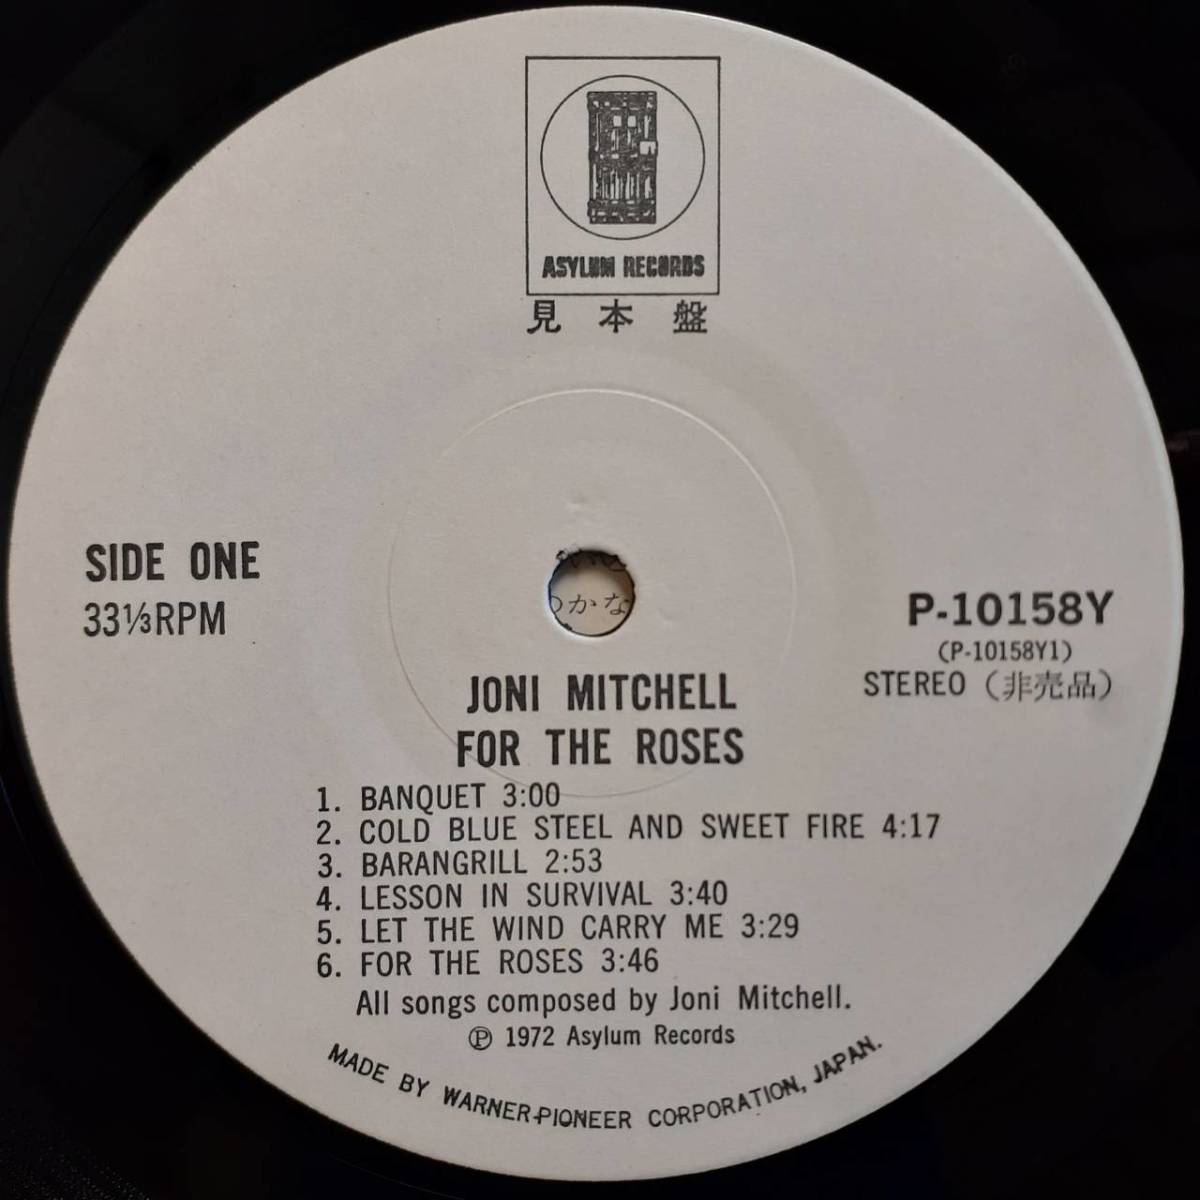 ASYLUM RECORDS
見本盤
SIDE ONE
33⅓RPM
P-10158Y
(P-10158Y1)
STEREO (非売品)
かな
JONI MITCHELL
FOR THE ROSES
1. BANQUET 3:00
2. COLD BLUE STEEL AND SWEET FIRE 4:17
3. BARANGRILL 2:53
4. LESSON IN SURVIVAL 3:40
5. LET THE WIND CARRY ME 3:29
6. FOR THE ROSES 3:46
All songs composed by Joni Mitchell.
Ⓟ 1972 Asylum Records
MADE BY WARNER-PIONEER CORPORATION, JAPAN.